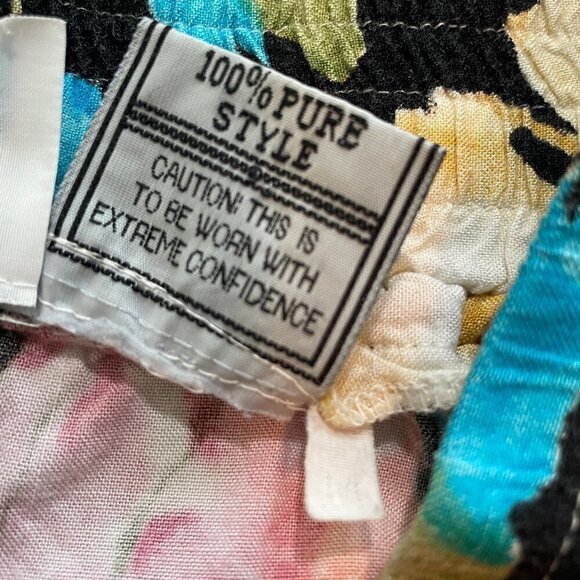 100% PURE
STYLE
CAUTION: THIS IS
TO BE WORN WITH
EXTREME CONFIDENCE